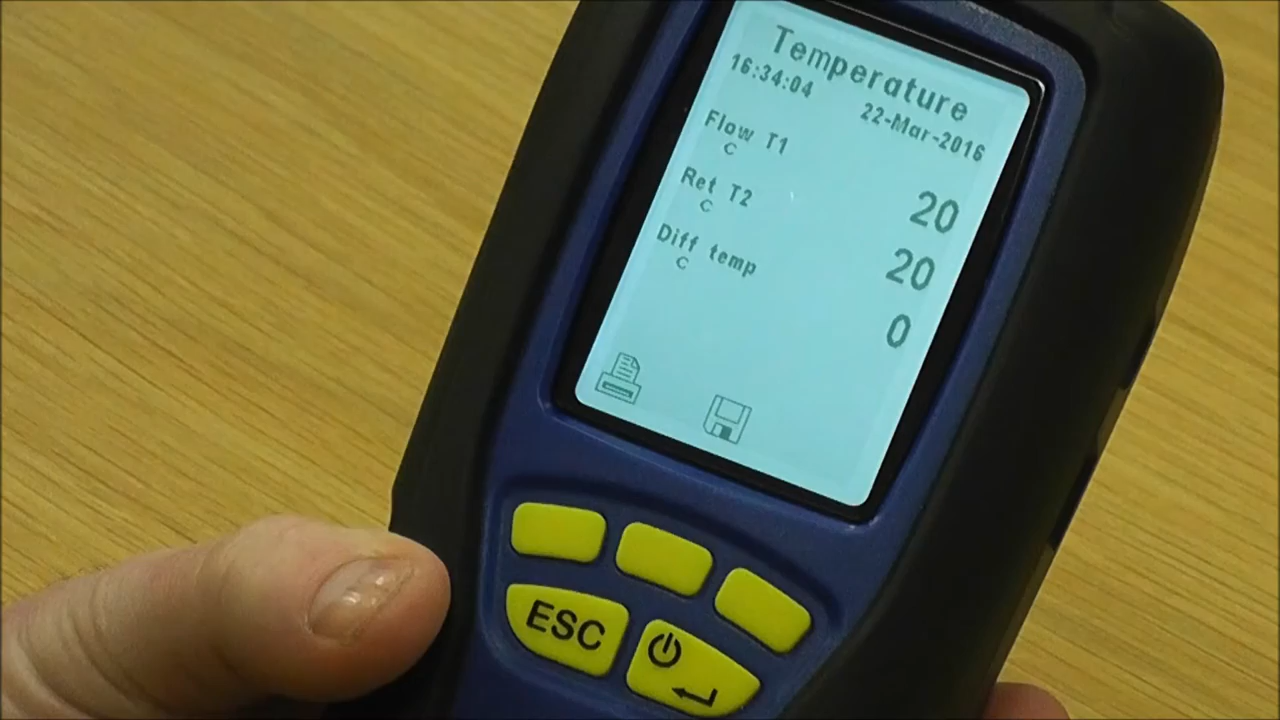 Temperature
16:34:04 22-Mar-2016
Flow T1
C 20
Ret T2
C 20
Diff temp
C 0
ESC